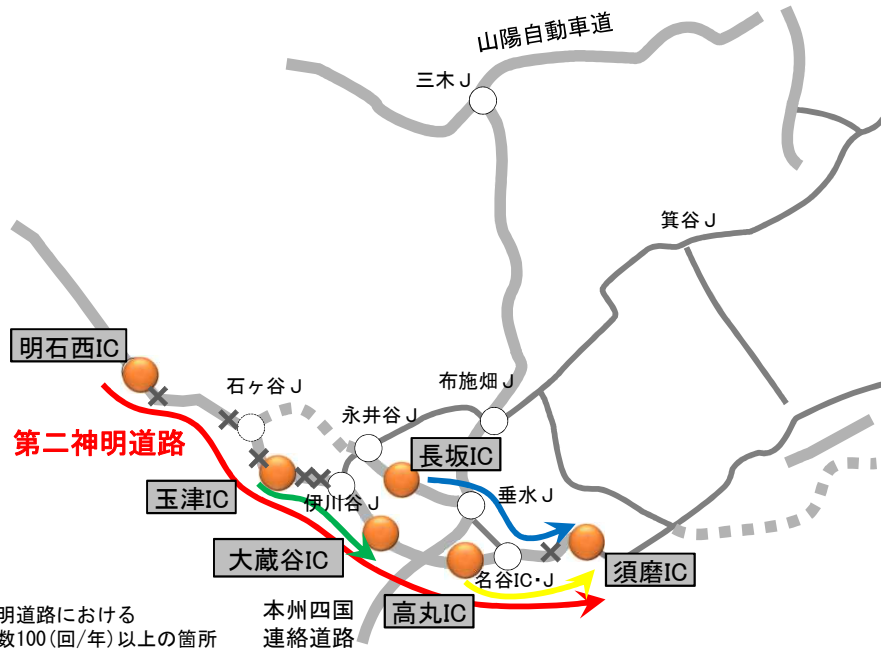 山陽自動車道
三木J
箕谷J
明石西IC
石ヶ谷J
布施畑J
永井谷J
第二神明道路
長坂IC
玉津IC
伊川谷J
垂水J
大蔵谷IC
名谷IC・J
須磨IC
高丸IC
明道路における
数100(回/年)以上の箇所
本州四国
連絡道路